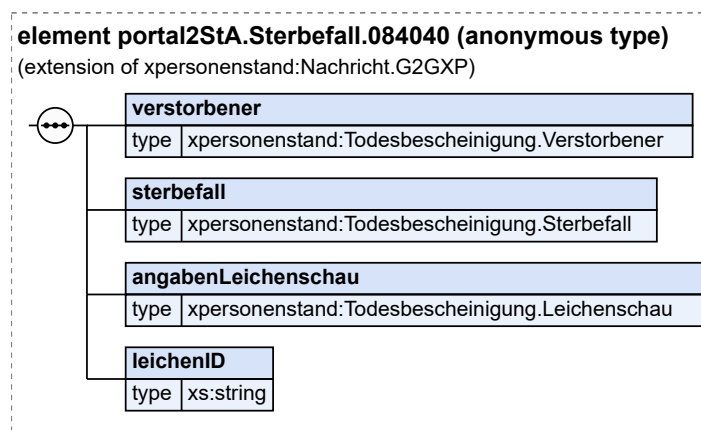 element portal2StA.Sterbefall.084040 (anonymous type)
(extension of xpersonenstand:Nachricht.G2GXP)
verstorbener
type xpersonenstand:Todesbescheinigung.Verstorbener
sterbefall
type xpersonenstand:Todesbescheinigung.Sterbefall
angabenLeichenschau
type xpersonenstand:Todesbescheinigung.Leichenschau
leichenID
type xs:string